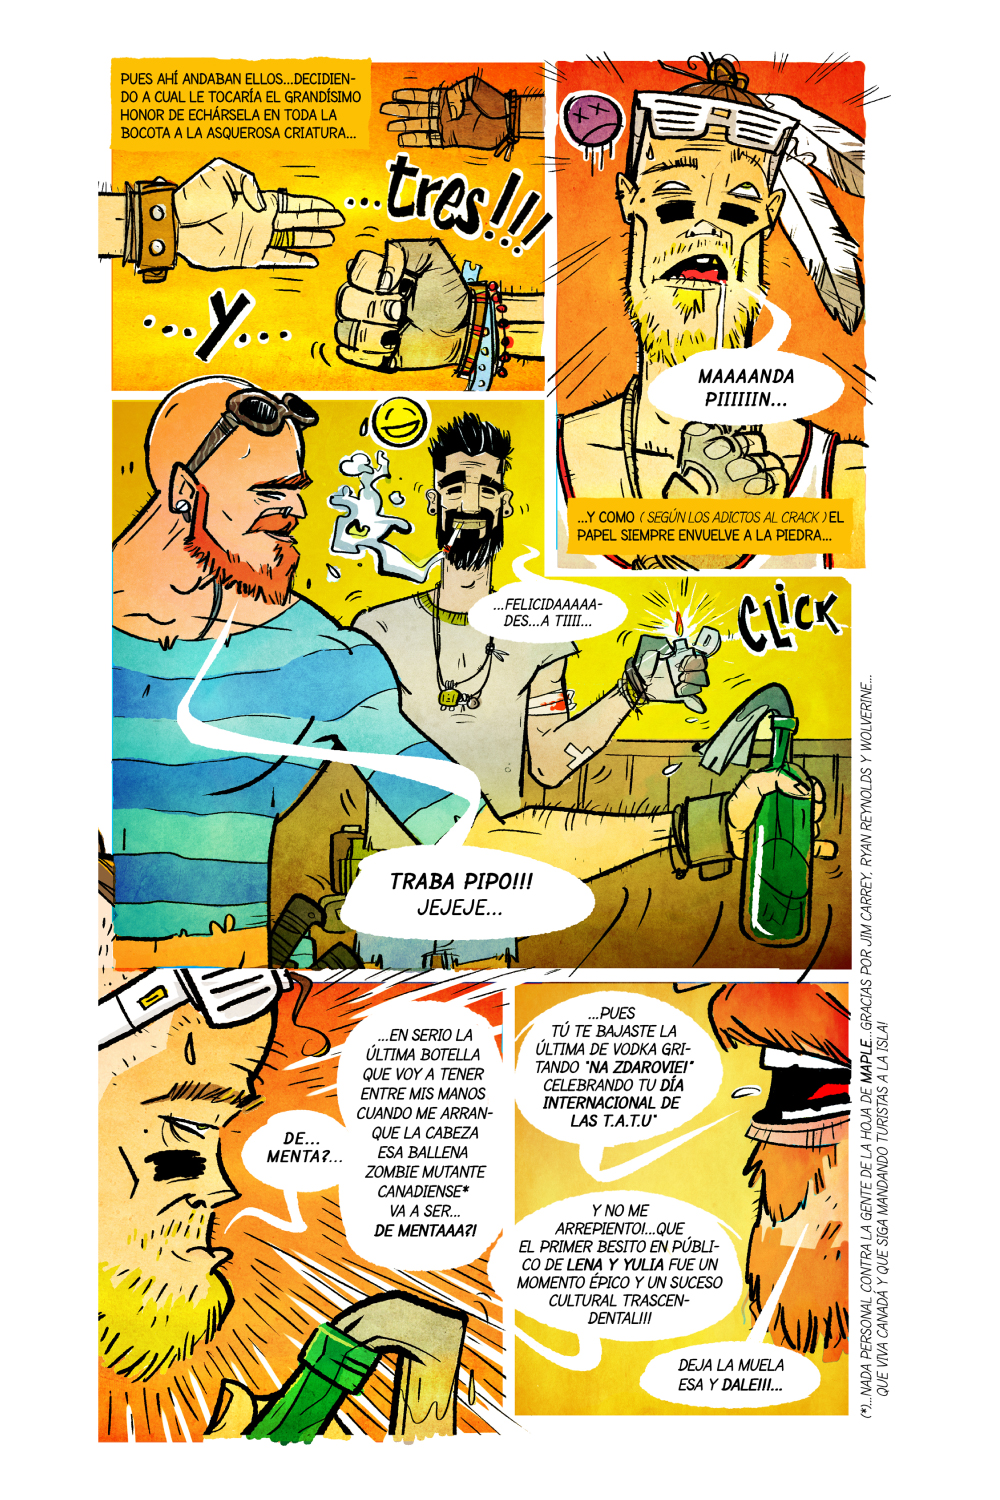 PUES AHÍ ANDABAN ELLOS...DECIDIEN-
DO A CUAL LE TOCARÍA EL GRANDÍSIMO
HONOR DE ECHÁRSELA EN TODA LA
BOCOTA A LA ASQUEROSA CRIATURA...
...Y...
...tres!!!
MAAAANDA
PIIIIIIN...
...Y COMO ( SEGÚN LOS ADICTOS AL CRACK ) EL
PAPEL SIEMPRE ENVUELVE A LA PIEDRA...
...FELICIDAAAAA-
DES...A TIIII...
CLICK
TRABA PIPO!!!
JEJEJE...
DE...
MENTA?...
...EN SERIO LA
ÚLTIMA BOTELLA
QUE VOY A TENER
ENTRE MIS MANOS
CUANDO ME ARRAN-
QUE LA CABEZA
ESA BALLENA
ZOMBIE MUTANTE
CANADIENSE*
VA A SER...
DE MENTAAA?!
...PUES
TÚ TE BAJASTE LA
ÚLTIMA DE VODKA GRI-
TANDO "NA ZDAROVIE!"
CELEBRANDO TU DÍA
INTERNACIONAL DE
LAS T.A.T.U"
Y NO ME
ARREPIENTO!...QUE
EL PRIMER BESITO EN PÚBLI-
CO DE LENA Y YULIA FUE UN
MOMENTO ÉPICO Y UN SUCESO
CULTURAL TRASCEN-
DENTAL!!!
DEJA LA MUELA
ESA Y DALE!!!...
(*)...NADA PERSONAL CONTRA LA GENTE DE LA HOJA DE MAPLE...GRACIAS POR JIM CARREY, RYAN REYNOLDS Y WOLVERINE...
QUE VIVA CANADÁ Y QUE SIGA MANDANDO TURISTAS A LA ISLA!